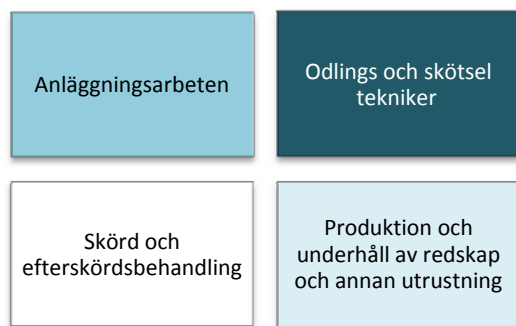 Anläggningsarbeten
Odlings och skötsel
tekniker
Skörd och
efterskördsbehandling
Produktion och
underhåll av redskap
och annan utrustning